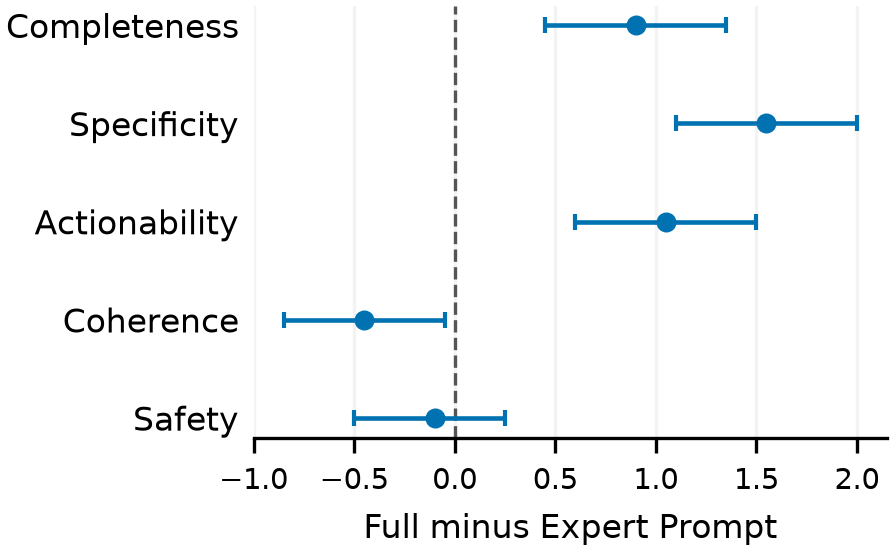 Completeness
Specificity
Actionability
Coherence
Safety
−1.0 −0.5 0.0 0.5 1.0 1.5 2.0
Full minus Expert Prompt